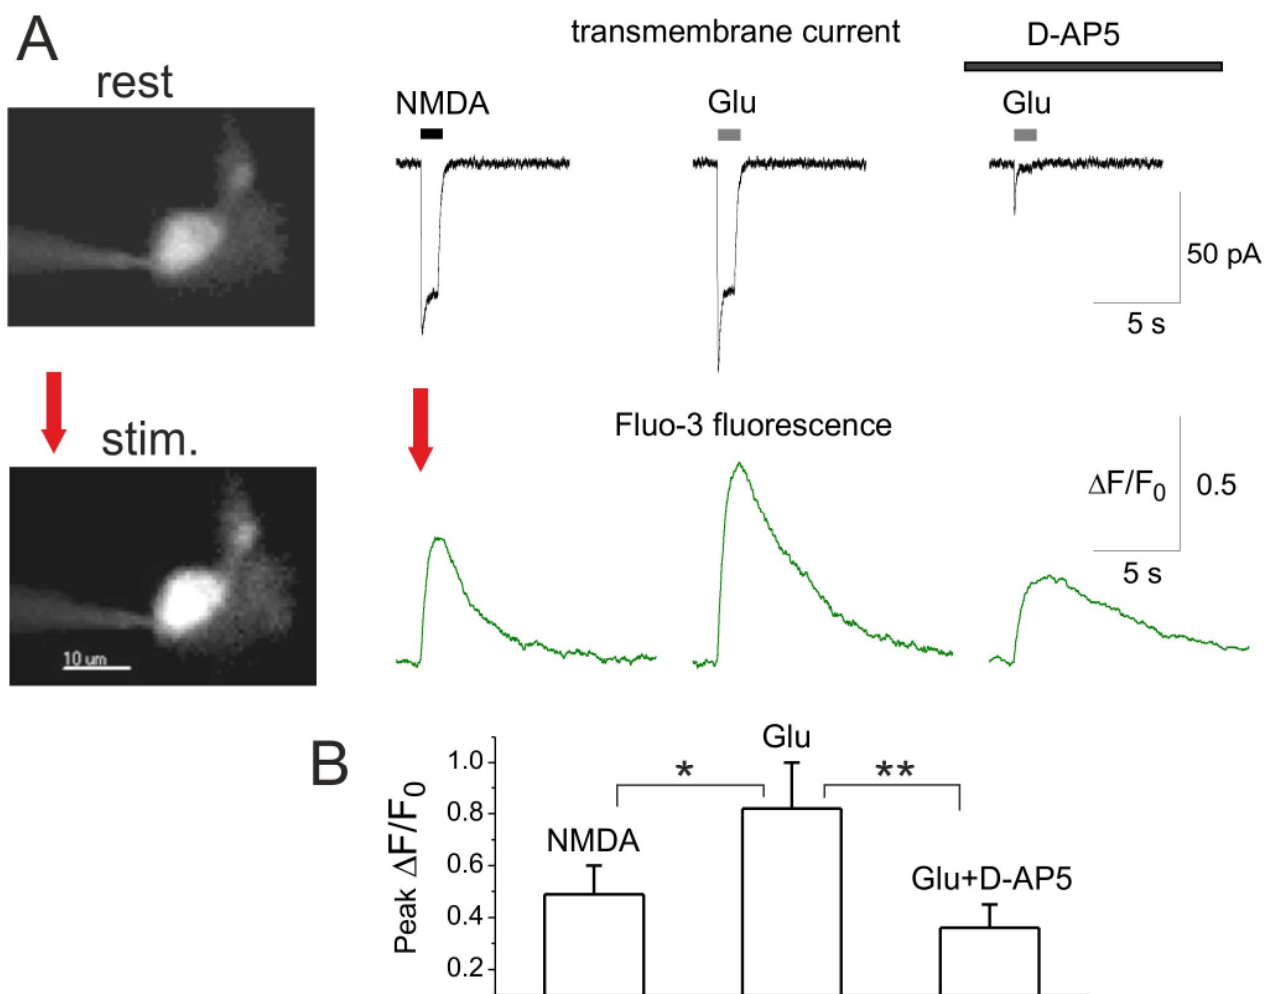 A
transmembrane current
D-AP5
rest
NMDA
Glu
Glu
50 pA
5 s
stim.
Fluo-3 fluorescence
ΔF/F0
0.5
5 s
10 um
B
Glu
*
**
1.0
0.8
0.6
0.4
0.2
Peak ΔF/F0
NMDA
Glu+D-AP5